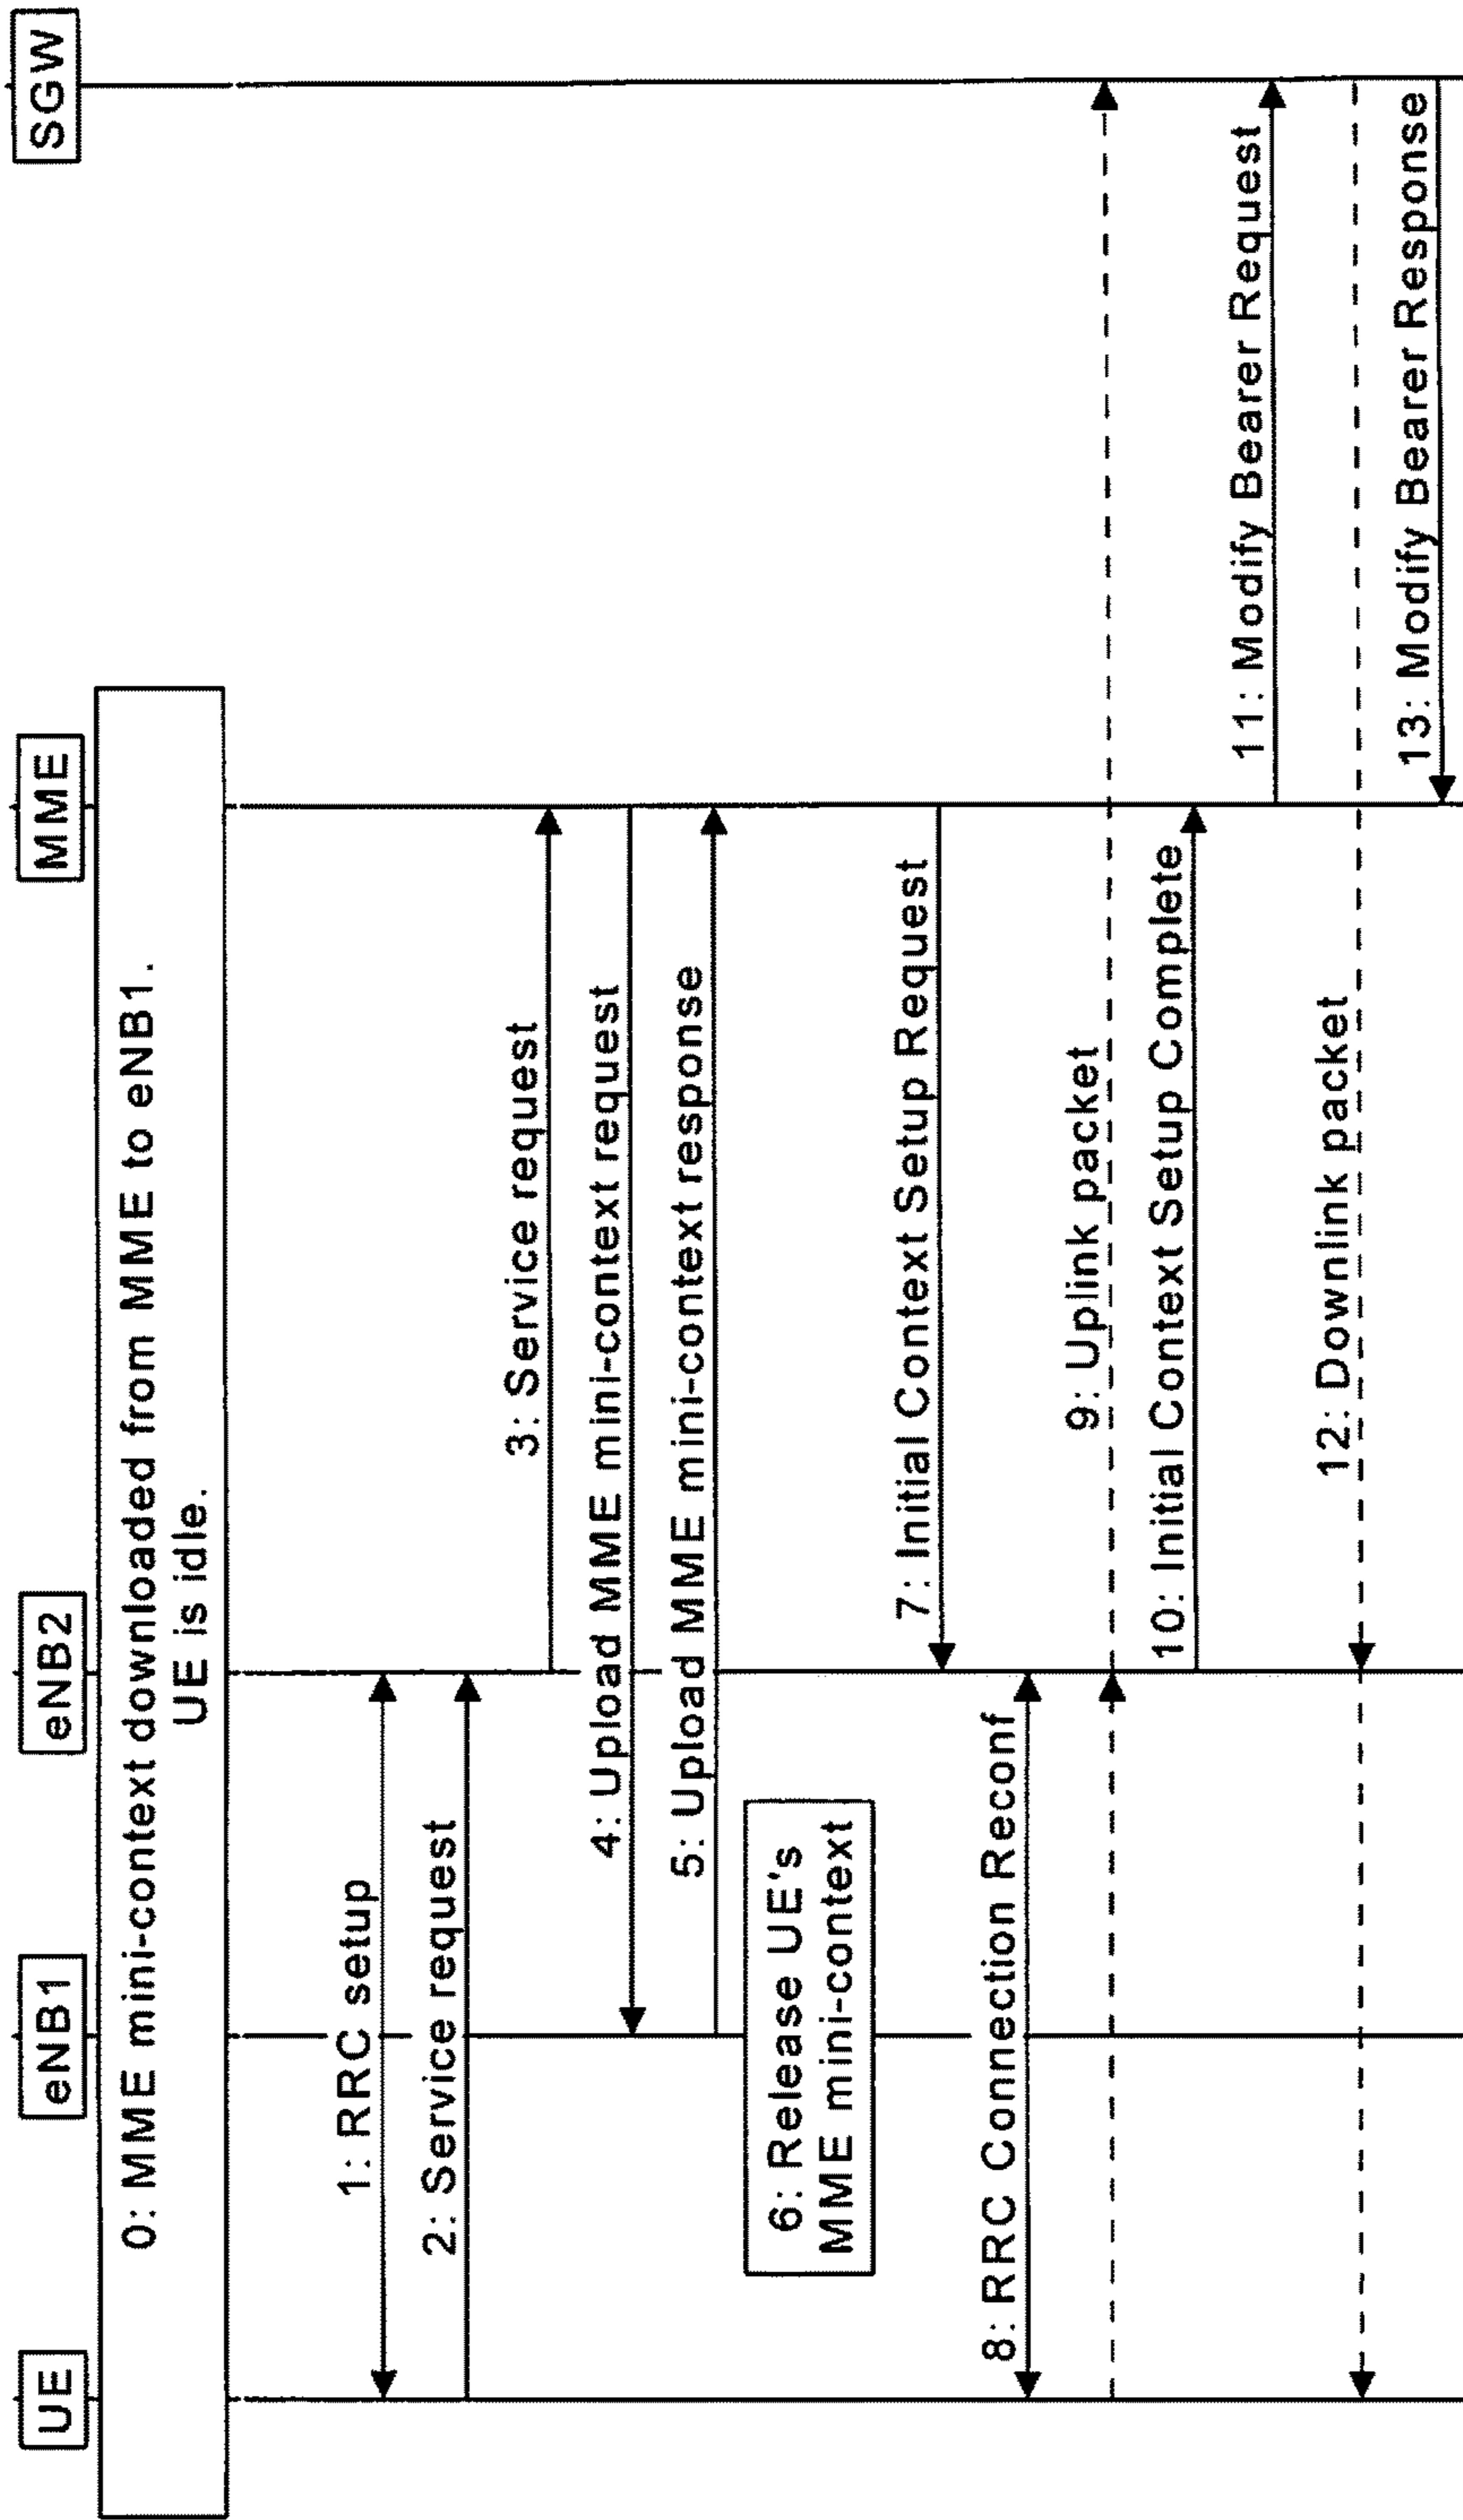 UE
eNB1
eNB2
MME
SGW
0: MME mini-context downloaded from MME to eNB1.
UE is idle.
1: RRC setup
2: Service request
3: Service request
4: Upload MME mini-context request
5: Upload MME mini-context response
6: Release UE's
MME mini-context
7: Initial Context Setup Request
8: RRC Connection Reconf
9: Uplink packet
10: Initial Context Setup Complete
11: Modify Bearer Request
12: Downlink packet
13: Modify Bearer Response